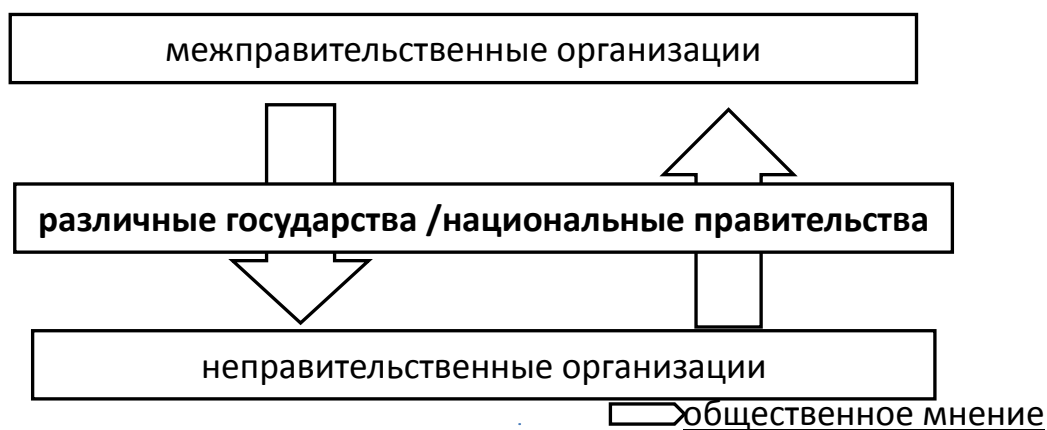 межправительственные организации
различные государства /национальные правительства
неправительственные организации
общественное мнение